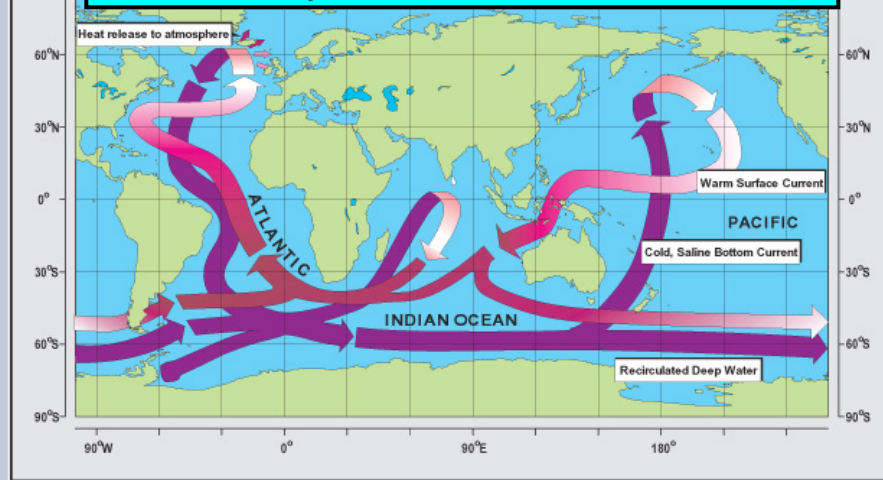 Heat release to atmosphere
60°N
60°N
30°N
30°N
Warm Surface Current
0°
0°
ATLANTIC
PACIFIC
Cold, Saline Bottom Current
30°S
30°S
INDIAN OCEAN
60°S
60°S
Recirculated Deep Water
90°S
90°S
90°W
0°
90°E
180°